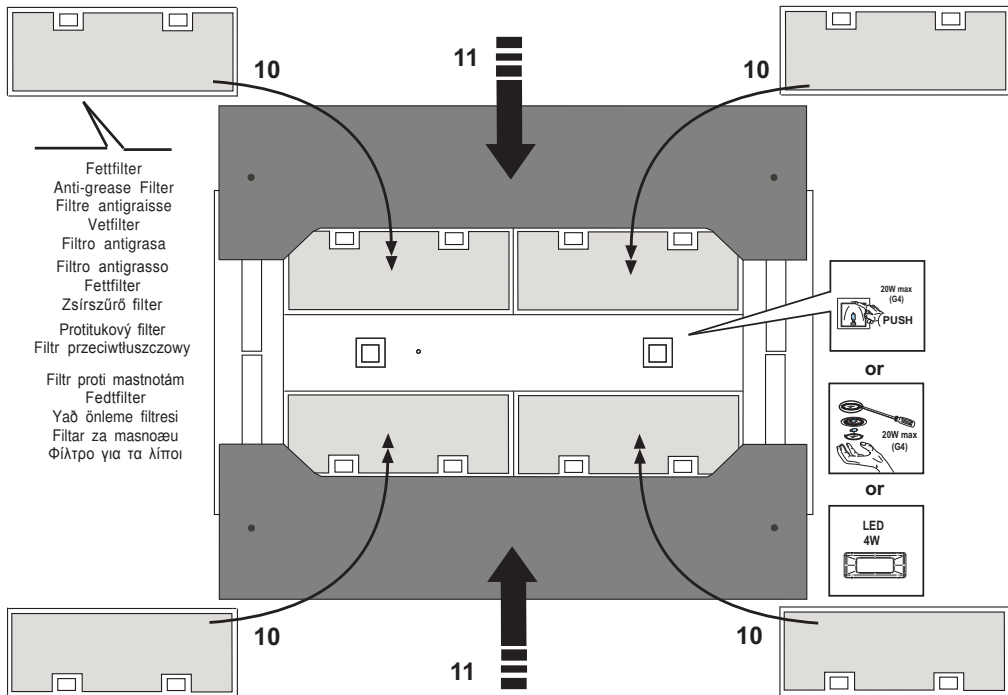 10
11
10
Fettfilter
Anti-grease Filter
Filtre antigraisse
Vetfilter
Filtro antigrasa
Filtro antigrasso
Fettfilter
Zsírszűrő filter
Protitukový filter
Filtr przeciwtłuszczowy
Filtr proti mastnotám
Fedtfilter
Yað önleme filtresi
Filtar za masnoæu
Φίλτρο για τα λίποι
20W max
(G4)
PUSH
or
20W max
(G4)
or
LED
4W
10
11
10